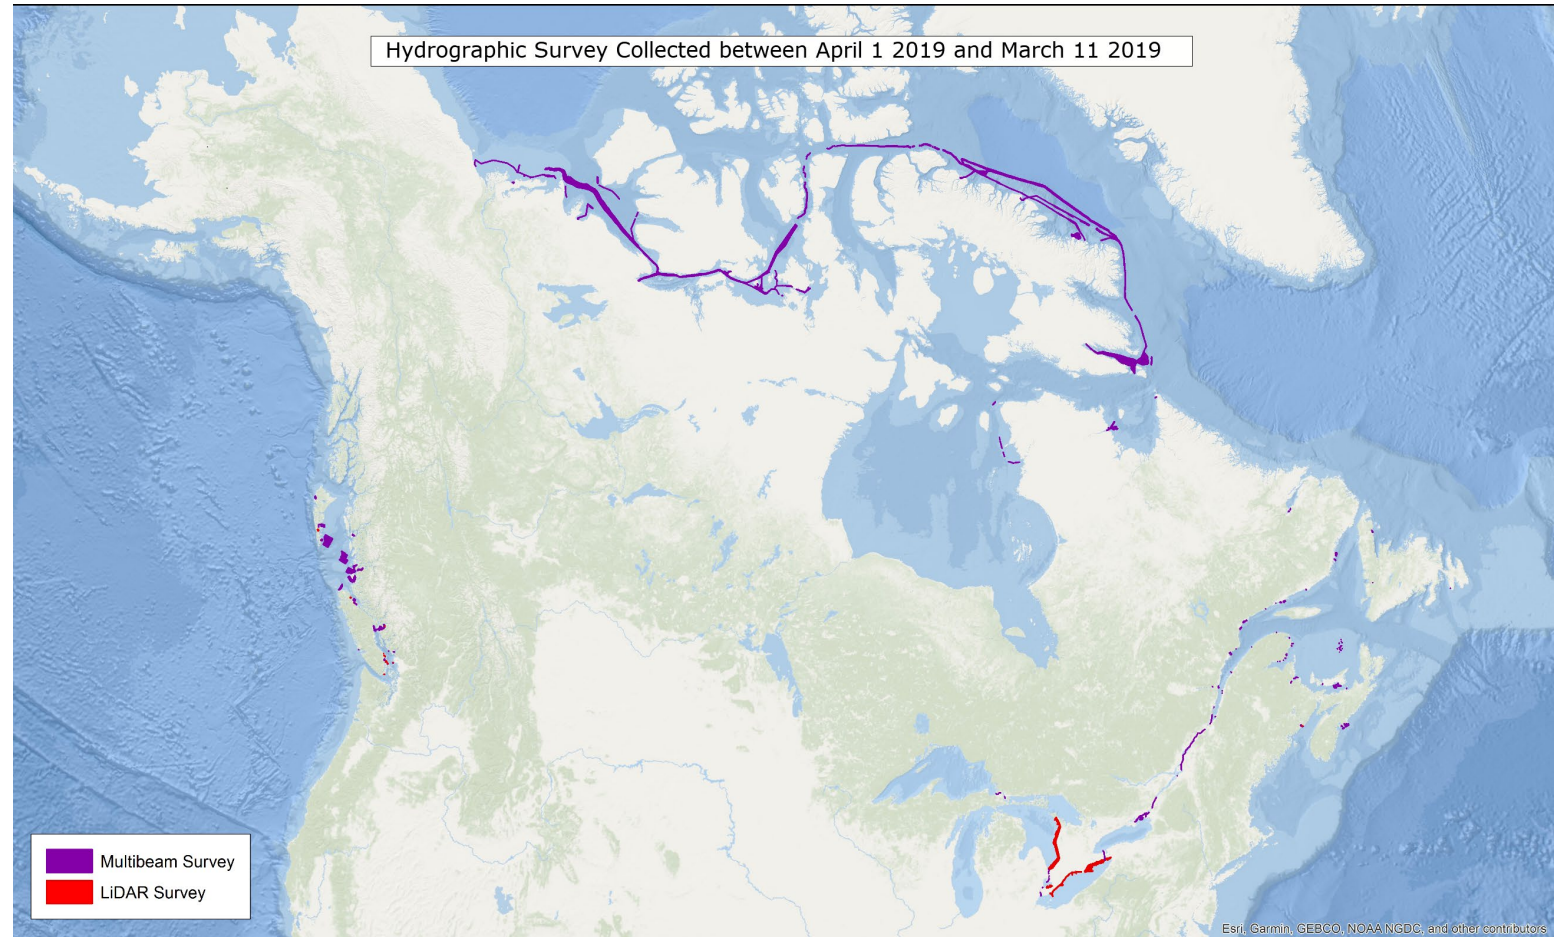 Hydrographic Survey Collected between April 1 2019 and March 11 2019
Multibeam Survey
LiDAR Survey
Esri, Garmin, GEBCO, NOAA NGDC, and other contributors